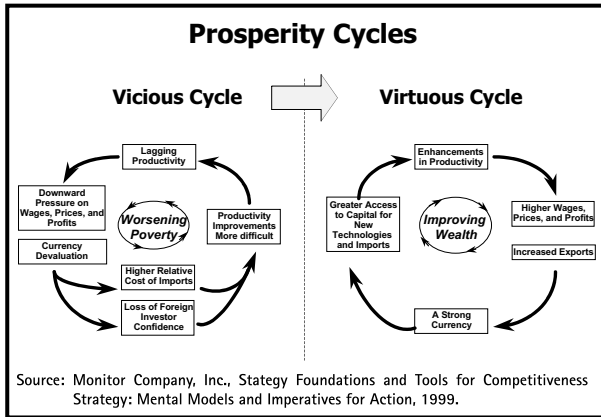 Prosperity Cycles
Vicious Cycle
Lagging
Productivity
Downward
Pressure on
Wages, Prices, and
Profits
Currency
Devaluation
Worsening
Poverty
Productivity
Improvements
More difficult
Higher Relative
Cost of Imports
Loss of Foreign
Investor
Confidence
Virtuous Cycle
Enhancements
in Productivity
Greater Access
to Capital for
New
Technologies
and Imports
Improving
Wealth
Higher Wages,
Prices, and Profits
Increased Exports
A Strong
Currency
Source: Monitor Company, Inc., Stategy Foundations and Tools for Competitiveness
Strategy: Mental Models and Imperatives for Action, 1999.